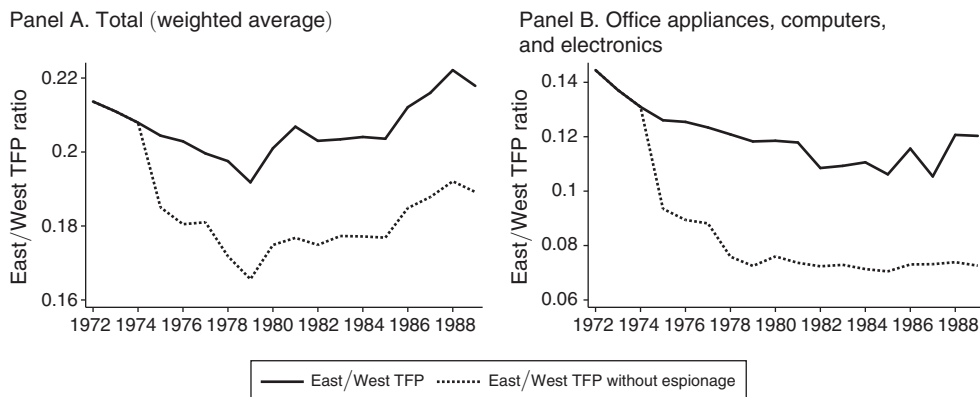 Panel A. Total (weighted average)
East/West TFP ratio
0.22
0.2
0.18
0.16
1972 1974 1976 1978 1980 1982 1984 1986 1988
Panel B. Office appliances, computers,
and electronics
East/West TFP ratio
0.14
0.12
0.1
0.08
0.06
1972 1974 1976 1978 1980 1982 1984 1986 1988
East/West TFP
East/West TFP without espionage